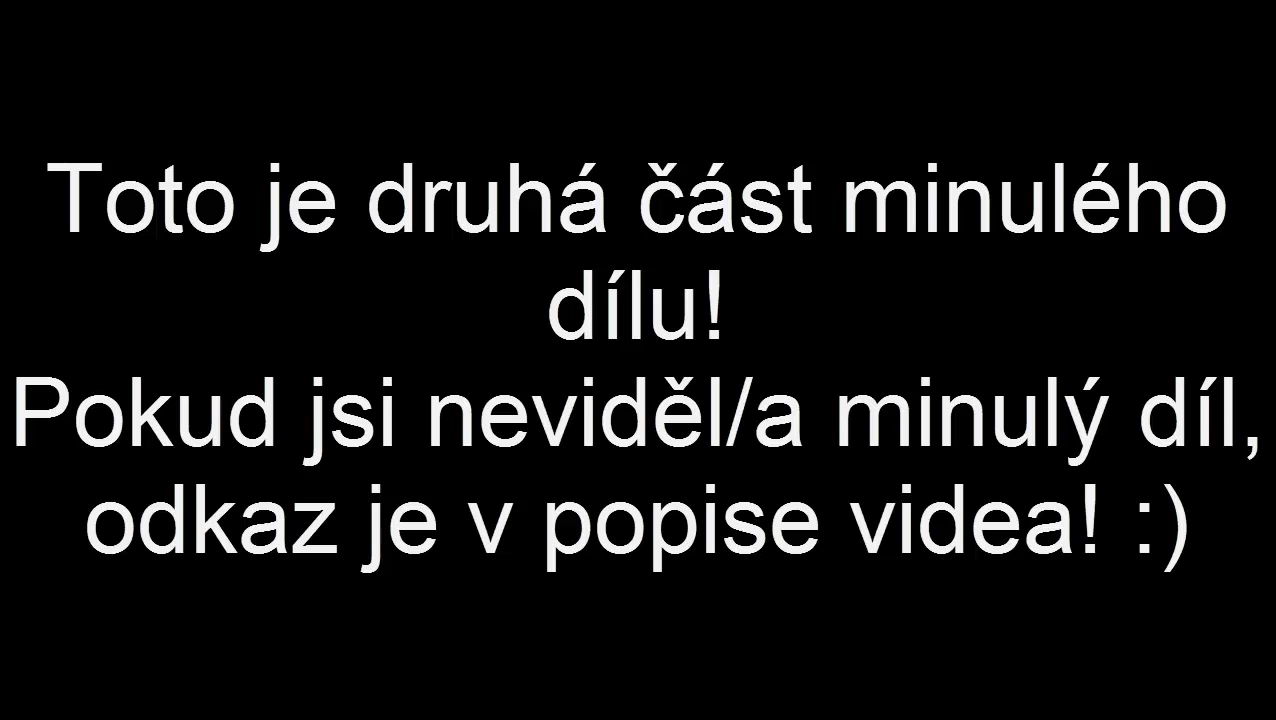 Toto je druhá část minulého
dílu!
Pokud jsi neviděl/a minulý díl,
odkaz je v popise videa! :)